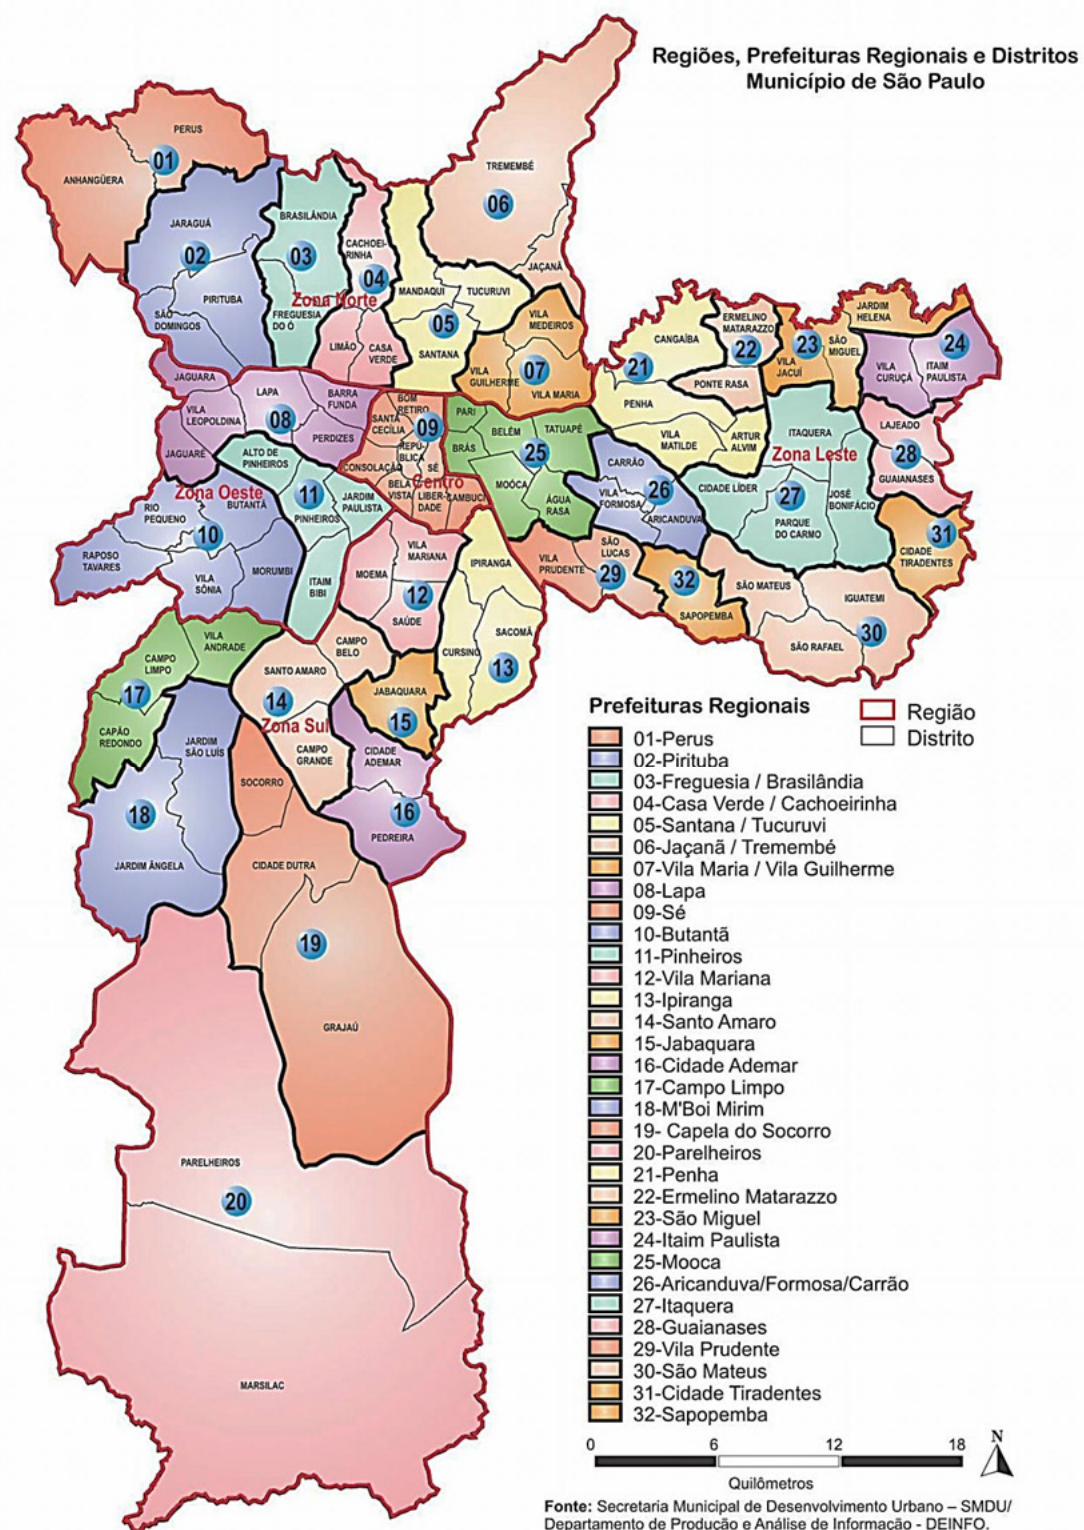 Regiões, Prefeituras Regionais e Distritos
Município de São Paulo
PERUS
01
ANHANGÜERA
TREMEMBÉ
06
JAÇANÃ
JARAGUÁ
02
PIRITUBA
SÃO
DOMINGOS
BRASILÂNDIA
03
Zona Norte
FREGUESIA
DO Ó
CACHOEI-
RINHA
04
LIMÃO
CASA
VERDE
MANDAQUI
TUCURUVI
05
SANTANA
VILA
MEDEIROS
VILA
GUILHERME
07
VILA MARIA
CANGAÍBA
21
PENHA
VILA
MATILDE
ARTUR
ALVIM
ERMELINO
MATARAZZO
22
PONTE RASA
23
SÃO
MIGUEL
VILA
JACUÍ
JARDIM
HELENA
24
VILA
CURUÇÁ
ITAIM
PAULISTA
JAGUARA
LAPA
VILA
LEOPOLDINA
08
BARRA
FUNDA
PERDIZES
JAGUARÉ
BOM
RETIRO
SANTA
CECÍLIA
09
REPÚ-
BLICA
SÉ
CONSOLAÇÃO
Centro
BELA
VISTA
LIBER-
DADE
CAMBUCI
PARI
BELÉM
TATUAPÉ
BRÁS
25
MOÓCA
ÁGUA
RASA
CARRÃO
VILA
FORMOSA
26
ARICANDUVA
ITAQUERA
Zona Leste
CIDADE LÍDER
27
JOSÉ
BONIFÁCIO
PARQUE
DO CARMO
LAJEADO
28
GUAIANASES
31
CIDADE
TIRADENTES
ALTO DE
PINHEIROS
11
PINHEIROS
JARDIM
PAULISTA
ITAIM
BIBI
Zona Oeste
RIO
PEQUENO
BUTANTÃ
10
RAPOSO
TAVARES
VILA
SÔNIA
MORUMBI
VILA
MARIANA
MOEMA
12
SAÚDE
IPIRANGA
SACOMÃ
CURSINO
13
VILA
PRUDENTE
SÃO
LUCAS
29
32
SAPOPEMBA
SÃO MATEUS
IGUATEMI
30
SÃO RAFAEL
VILA
ANDRADE
CAMPO
LIMPO
17
CAPÃO
REDONDO
CAMPO
BELO
SANTO AMARO
14
Zona Sul
CAMPO
GRANDE
JABAQUARA
15
CIDADE
ADEMAR
16
PEDREIRA
JARDIM
SÃO LUÍS
18
JARDIM ÂNGELA
SOCORRO
CIDADE DUTRA
19
GRAJAÚ
PARELHEIROS
20
MARSILAC
Prefeituras Regionais
01-Perus
02-Pirituba
03-Freguesia / Brasilândia
04-Casa Verde / Cachoeirinha
05-Santana / Tucuruvi
06-Jaçanã / Tremembé
07-Vila Maria / Vila Guilherme
08-Lapa
09-Sé
10-Butantã
11-Pinheiros
12-Vila Mariana
13-Ipiranga
14-Santo Amaro
15-Jabaquara
16-Cidade Ademar
17-Campo Limpo
18-M'Boi Mirim
19- Capela do Socorro
20-Parelheiros
21-Penha
22-Ermelino Matarazzo
23-São Miguel
24-Itaim Paulista
25-Mooca
26-Aricanduva/Formosa/Carrão
27-Itaquera
28-Guaianases
29-Vila Prudente
30-São Mateus
31-Cidade Tiradentes
32-Sapopemba
Região
Distrito
0 6 12 18
Quilômetros
N
Fonte: Secretaria Municipal de Desenvolvimento Urbano – SMDU/
Departamento de Produção e Análise de Informação - DEINFO.